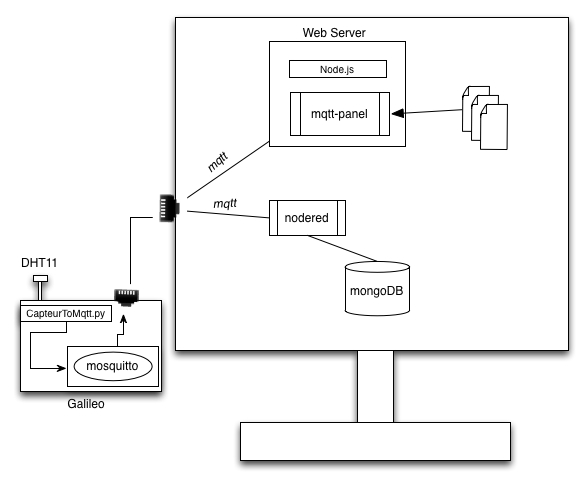 Web Server
Node.js
mqtt-panel
mqtt
mqtt
nodered
mongoDB
DHT11
CapteurToMqtt.py
mosquitto
Galileo